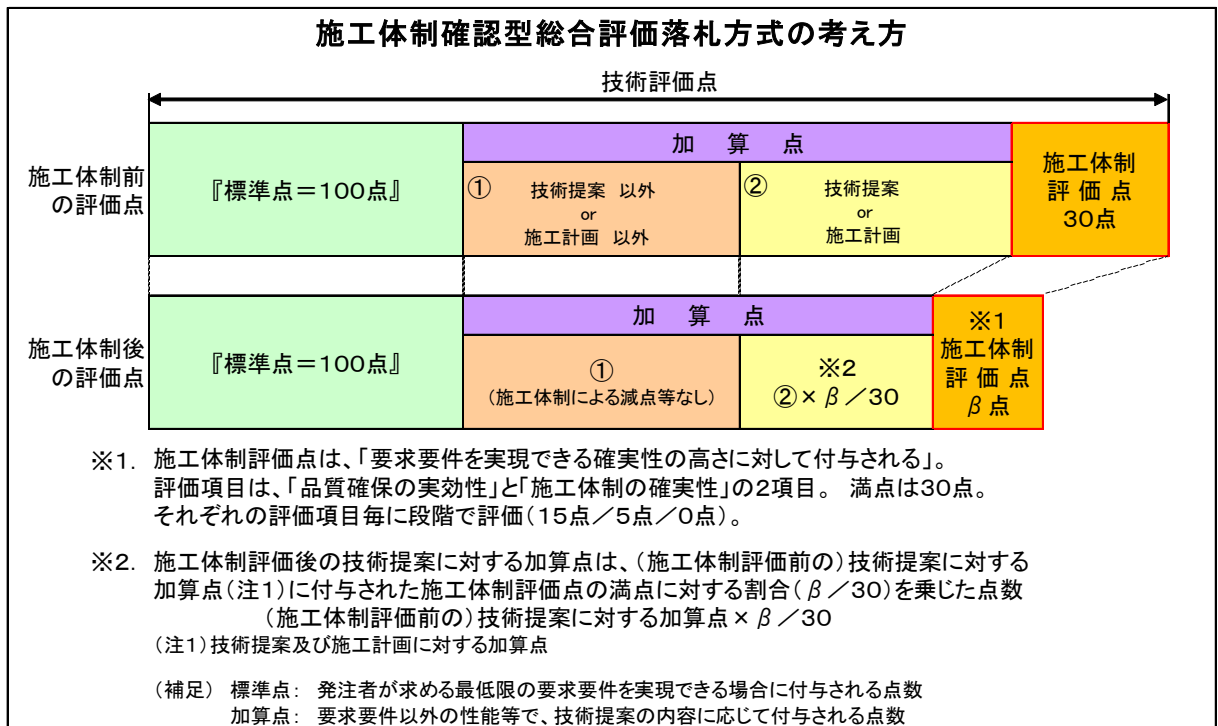 施工体制確認型総合評価落札方式の考え方
技術評価点
施工体制前
の評価点
『標準点＝100点』
加　算　点
①
技術提案 以外
or
施工計画 以外
②
技術提案
or
施工計画
施工体制
評 価 点
30点
施工体制後
の評価点
『標準点＝100点』
加　算　点
①
（施工体制による減点等なし）
※2
②×β／30
※1
施工体制
評 価 点
β点
※1. 施工体制評価点は、「要求要件を実現できる確実性の高さに対して付与される」。
評価項目は、「品質確保の実効性」と「施工体制の確実性」の2項目。 満点は30点。
それぞれの評価項目毎に段階で評価（15点／5点／0点）。
※2. 施工体制評価後の技術提案に対する加算点は、（施工体制評価前の）技術提案に対する
加算点（注1）に付与された施工体制評価点の満点に対する割合（β／30）を乗じた点数
（施工体制評価前の）技術提案に対する加算点×β／30
（注1）技術提案及び施工計画に対する加算点
（補足） 標準点： 発注者が求める最低限の要求要件を実現できる場合に付与される点数
加算点： 要求要件以外の性能等で、技術提案の内容に応じて付与される点数